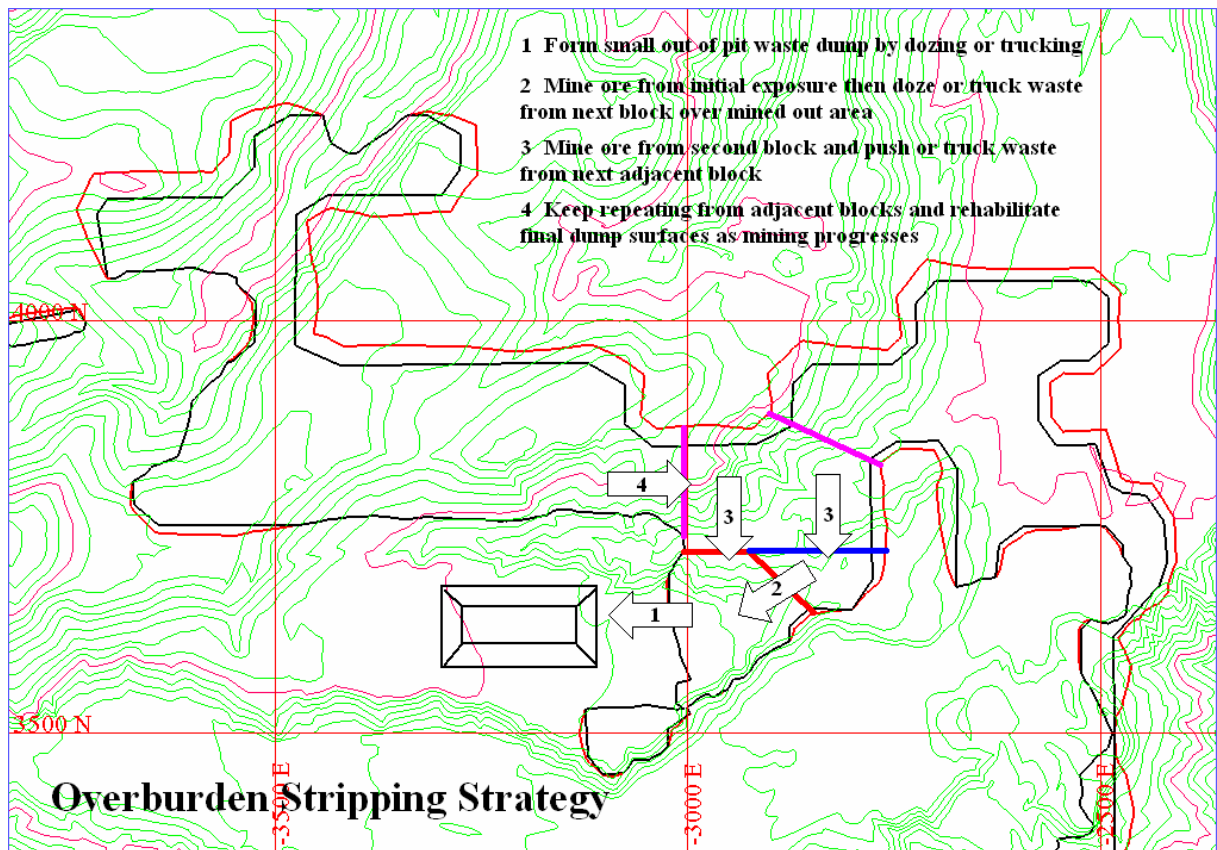 1 Form small out of pit waste dump by dozing or trucking
2 Mine ore from initial exposure then doze or truck waste
from next block over mined out area
3 Mine ore from second block and push or truck waste
from next adjacent block
4 Keep repeating from adjacent blocks and rehabilitate
final dump surfaces as mining progresses
4000 N
4
3
3
2
1
3500 N
Overburden Stripping Strategy
-3500 E
-3000 E
-2500 E